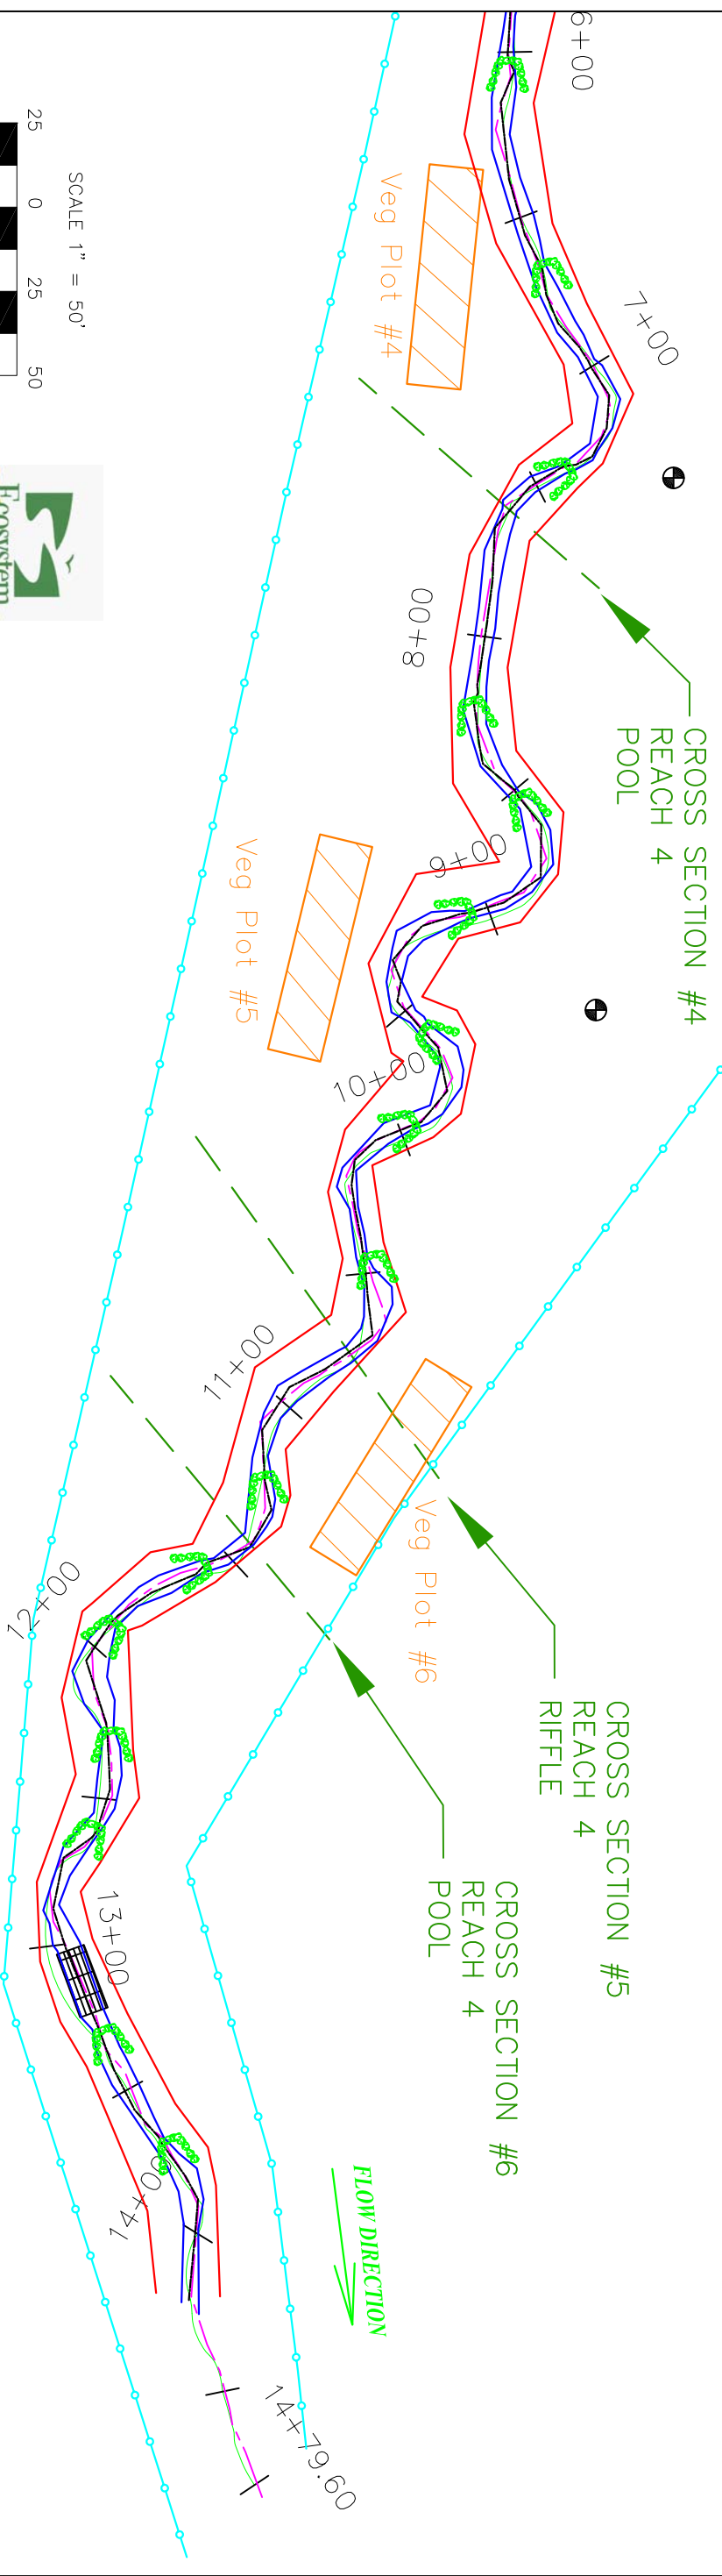 6+00
7+00
Veg Plot #4
CROSS SECTION #4
REACH 4
POOL
8+00
9+00
Veg Plot #5
10+00
11+00
Veg Plot #6
CROSS SECTION #5
REACH 4
RIFFLE
CROSS SECTION #6
REACH 4
POOL
12+00
13+00
14+00
FLOW DIRECTION
14+79.60
SCALE 1" = 50'
25 0 25 50
Ecosystem